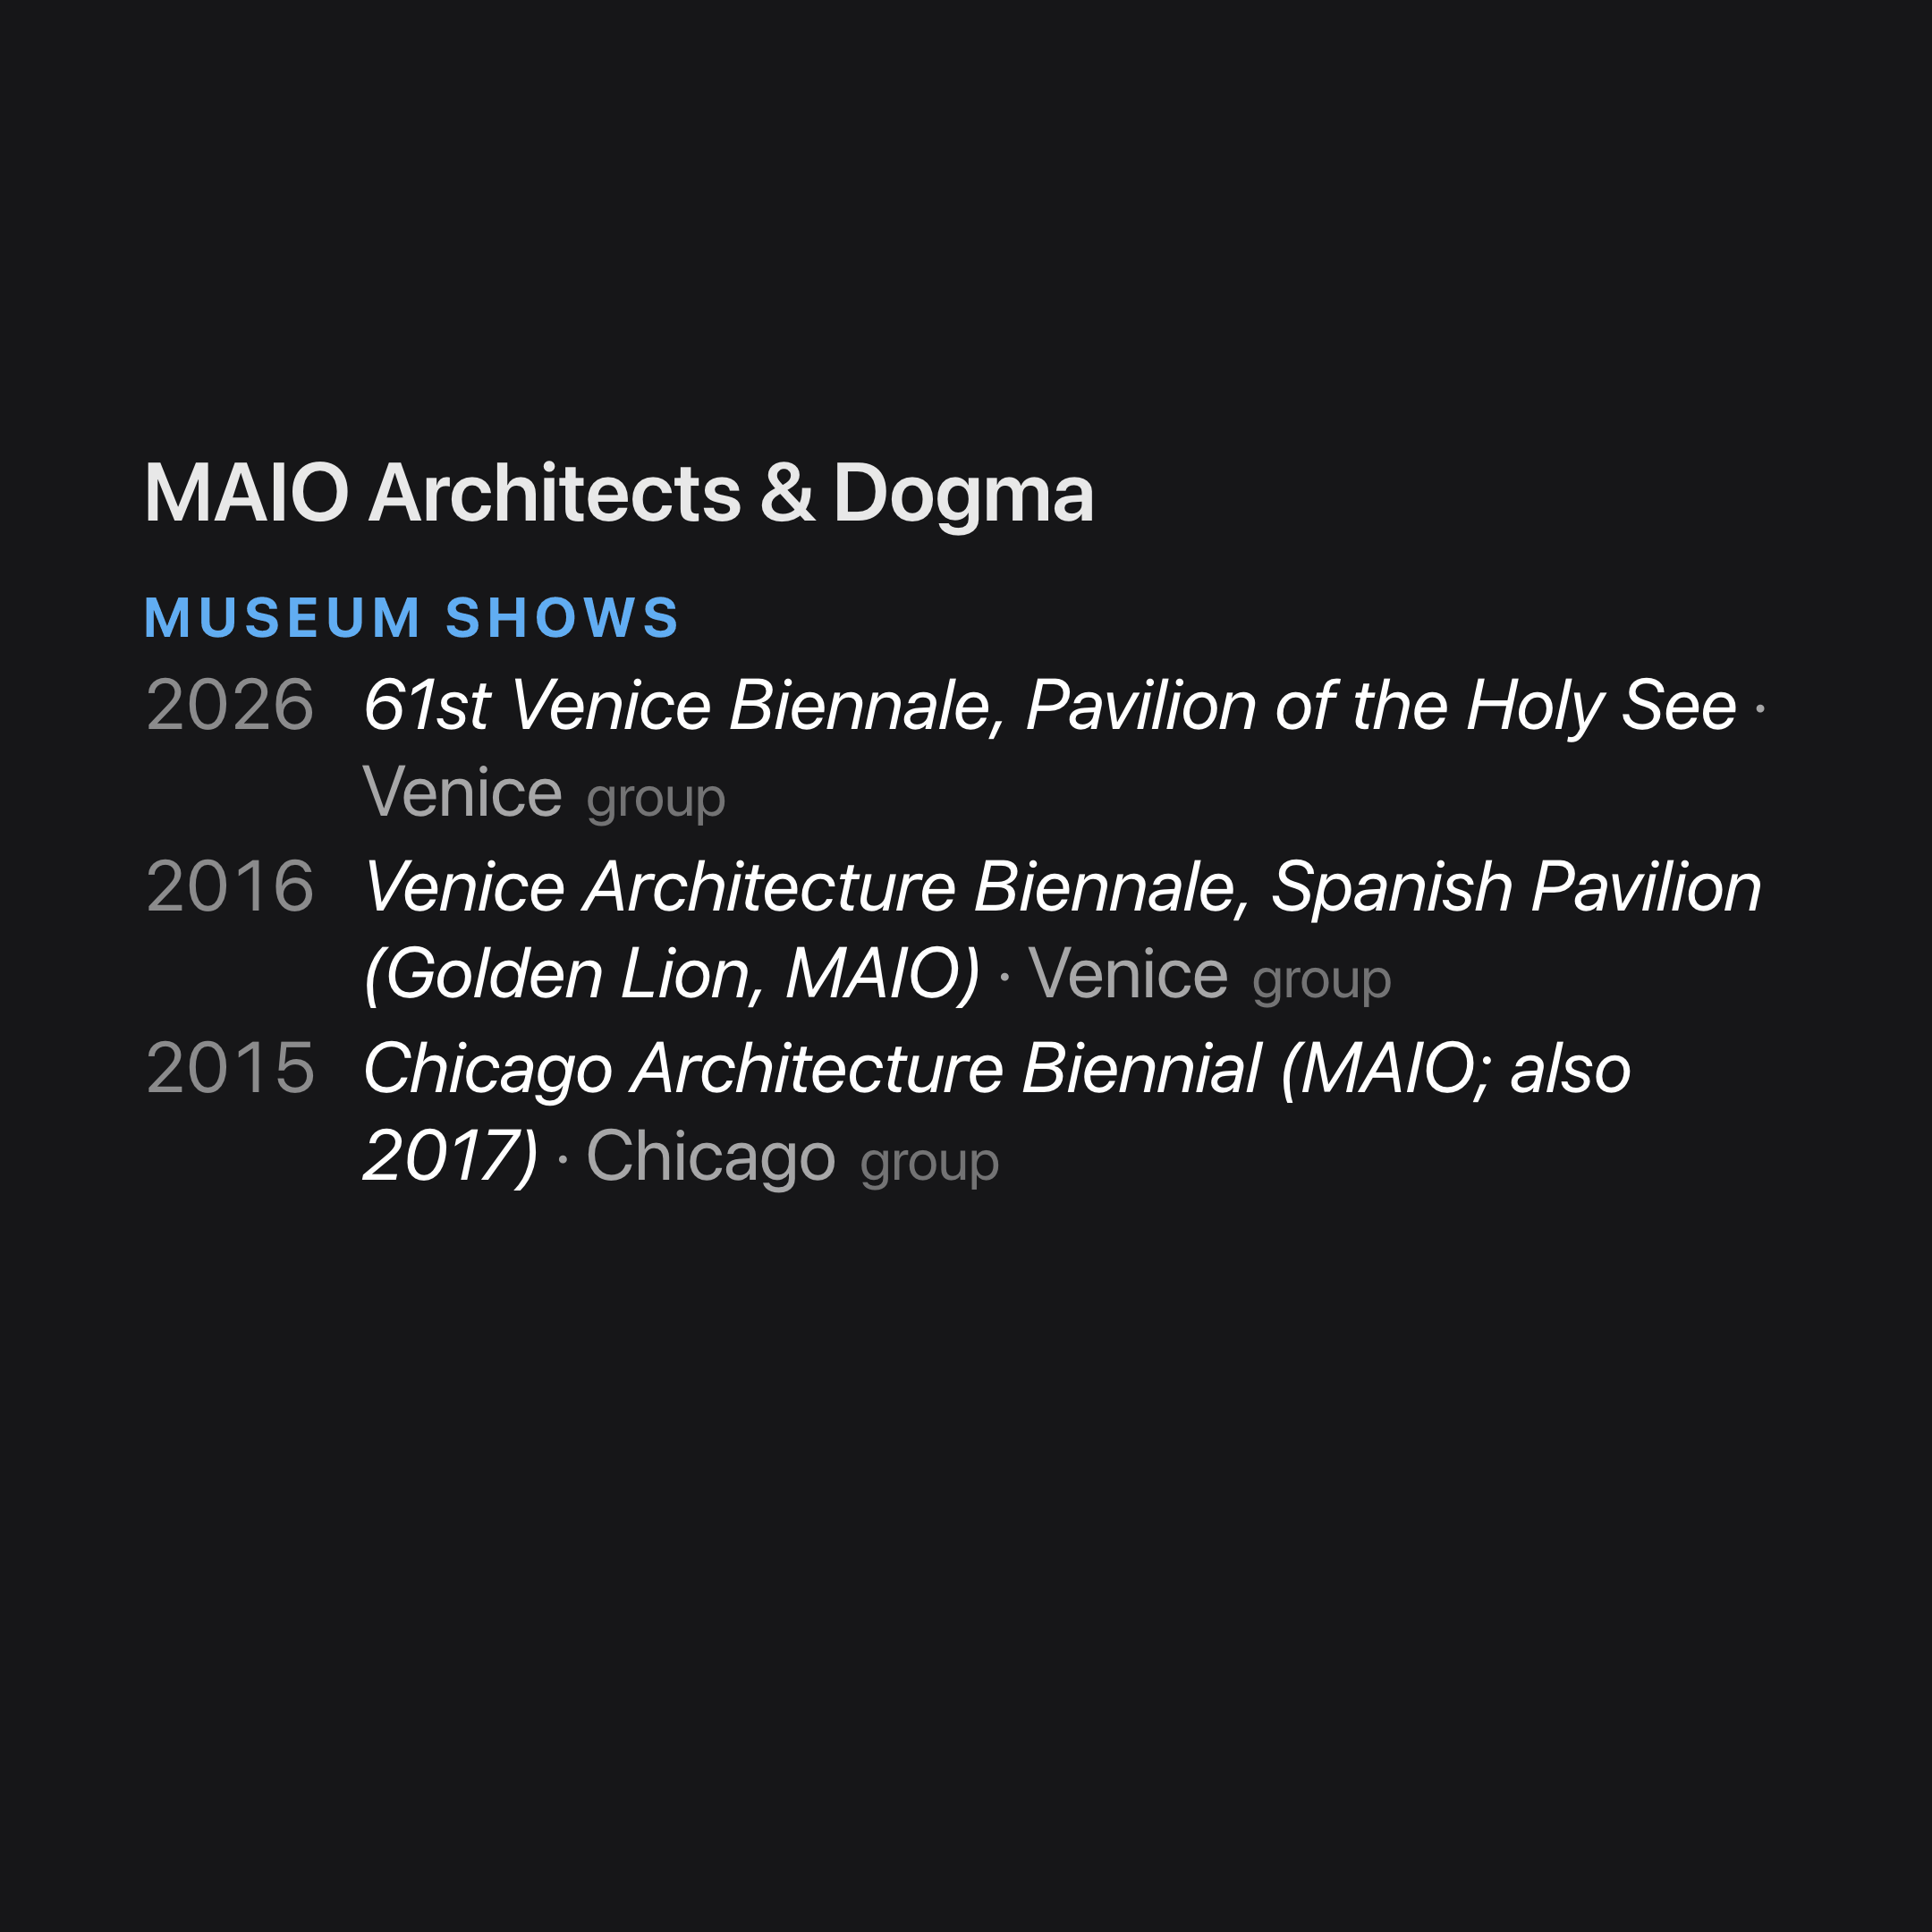 MAIO Architects & Dogma
MUSEUM SHOWS
2026 61st Venice Biennale, Pavilion of the Holy See ·
Venice group
2016 Venice Architecture Biennale, Spanish Pavilion
(Golden Lion, MAIO) · Venice group
2015 Chicago Architecture Biennial (MAIO; also
2017) · Chicago group